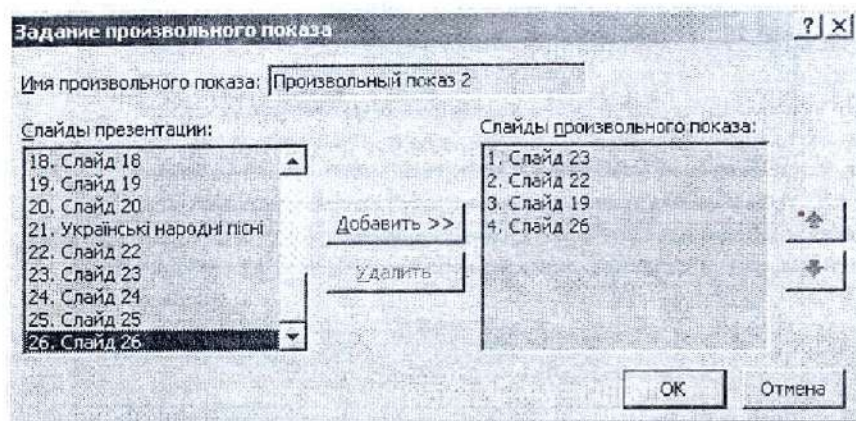 Задание произвольного показа
Имя произвольного показа: Произвольный показ 2
Слайды презентации:
18. Слайд 18
19. Слайд 19
20. Слайд 20
21. Українські народні пісні
22. Слайд 22
23. Слайд 23
24. Слайд 24
25. Слайд 25
26. Слайд 26
Добавить >>
Удалить
Слайды произвольного показа:
1. Слайд 23
2. Слайд 22
3. Слайд 19
4. Слайд 26
ОК
Отмена